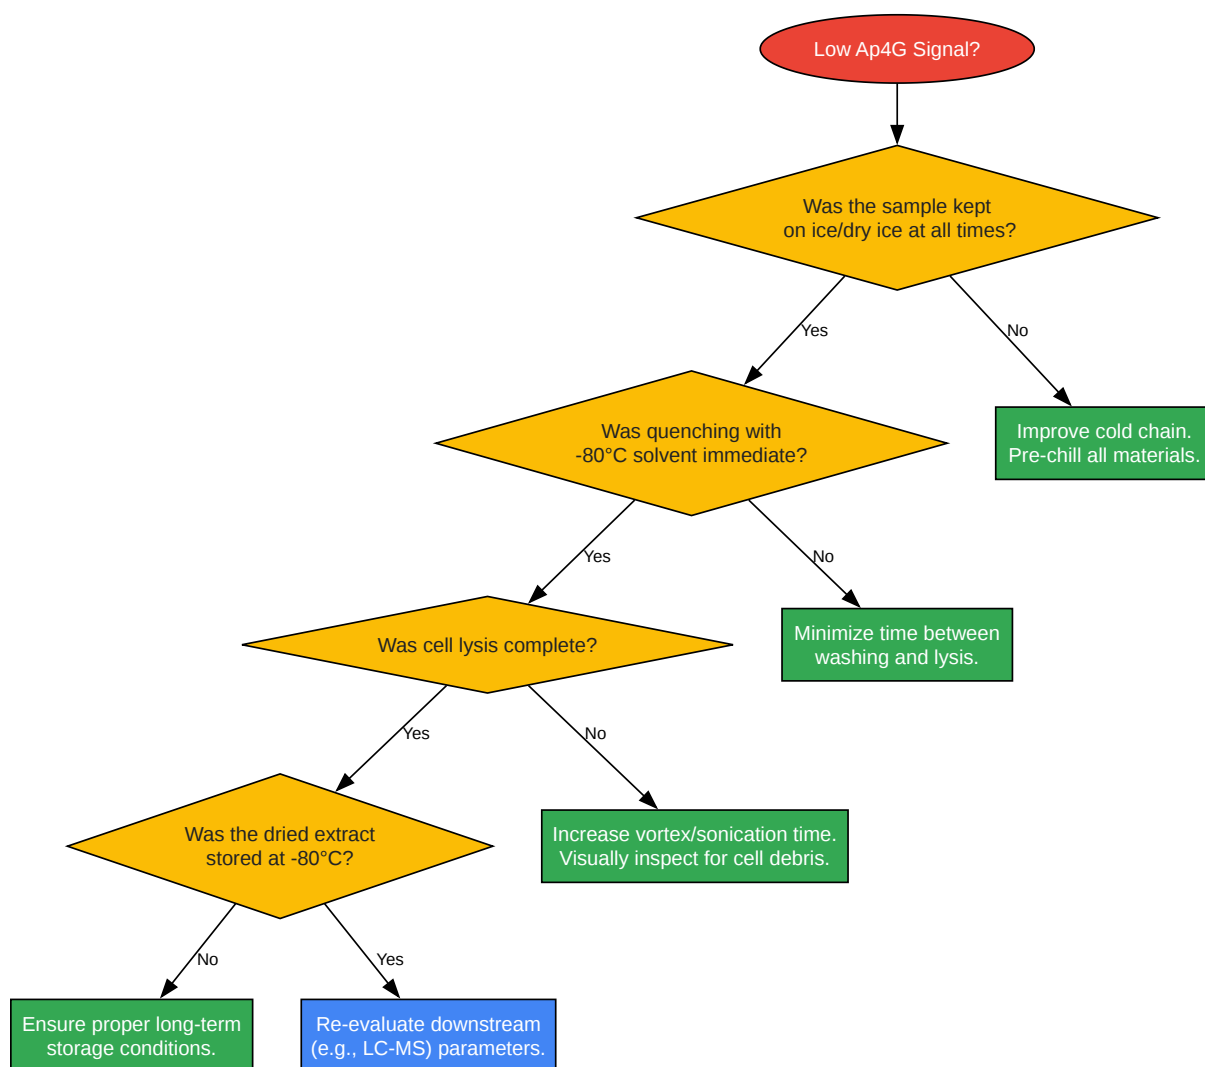 Low Ap4G Signal?
Was the sample kept
on ice/dry ice at all times?
Yes
No
Was quenching with
-80°C solvent immediate?
Improve cold chain.
Pre-chill all materials.
Yes
No
Was cell lysis complete?
Minimize time between
washing and lysis.
Yes
No
Was the dried extract
stored at -80°C?
Increase vortex/sonication time.
Visually inspect for cell debris.
No
Yes
Ensure proper long-term
storage conditions.
Re-evaluate downstream
(e.g., LC-MS) parameters.